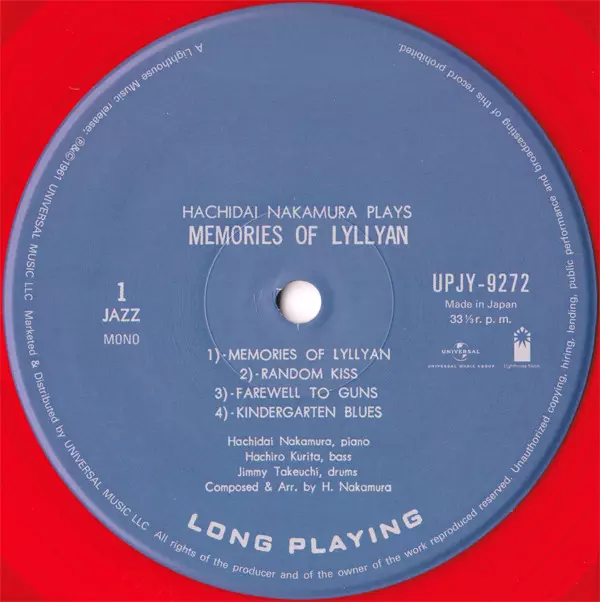 HACHIDAI NAKAMURA PLAYS
MEMORIES OF LYLLYAN
1
JAZZ
MONO
UPJY-9272
Made in Japan
33⅓ r. p. m.
UNIVERSAL
UNIVERSAL MUSIC GROUP
Lighthouse Music
1)-MEMORIES OF LYLLYAN
2)-RANDOM KISS
3)-FAREWELL TO GUNS
4)-KINDERGARTEN BLUES
Hachidai Nakamura, piano
Hachiro Kurita, bass
Jimmy Takeuchi, drums
Composed & Arr. by H. Nakamura
LONG PLAYING
A Lighthouse Music release; ℗&©1961 UNIVERSAL MUSIC LLC Marketed & Distributed by UNIVERSAL MUSIC LLC All rights of the producer and of the owner of the work reproduced reserved. Unauthorized copying, hiring, lending, public performance and broadcasting of this record prohibited.